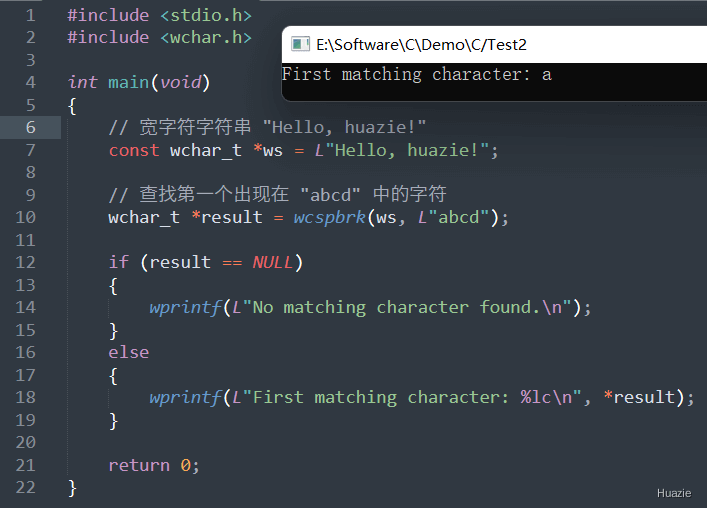 1 #include <stdio.h>
2 #include <wchar.h>
3
4 int main(void)
5 {
6     // 宽字符字符串 "Hello, huazie!"
7     const wchar_t *ws = L"Hello, huazie!";
8
9     // 查找第一个出现在 "abcd" 中的字符
10     wchar_t *result = wcspbrk(ws, L"abcd");
11
12     if (result == NULL)
13     {
14         wprintf(L"No matching character found.\n");
15     }
16     else
17     {
18         wprintf(L"First matching character: %lc\n", *result);
19     }
20
21     return 0;
22 }
E:\Software\C\Demo\C/Test2
First matching character: a
Huazie